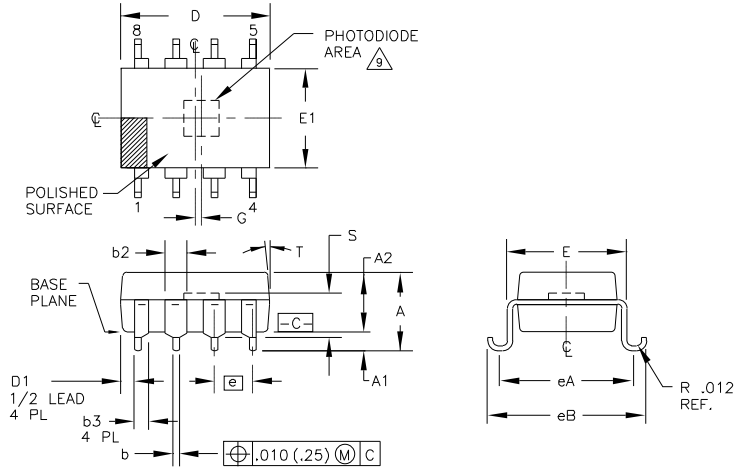 D
8
℄
5
PHOTODIODE
AREA 9
℄
E1
POLISHED
SURFACE
1
4
G
b2
S
T
A2
E
BASE
PLANE
A
-C-
℄
D1
1/2 LEAD
4 PL
e
A1
eA
R .012
REF.
b3
4 PL
eB
b
⌖ .010 (.25) Ⓜ C